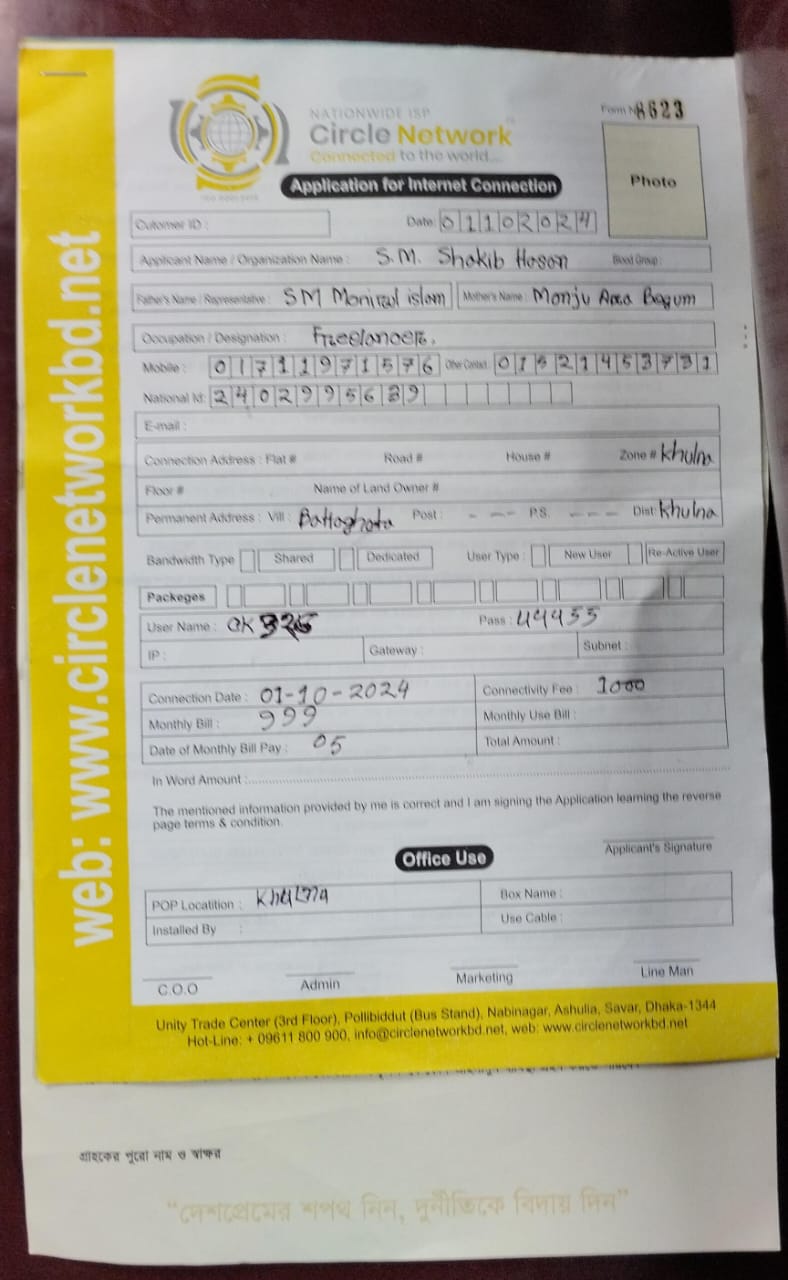 NATIONWIDE ISP
Circle Network
Connected to the world....
Form No 8623
Photo
Application for Internet Connection
Cutomer ID :
Date: 01102024
Applicant Name / Organization Name : S.M. Shakib Hosan Blood Group :
Father's Name / Representative : SM Monirul islam Mother's Name : Monju Ara Begum
Occupation / Designation : Freelancer.
Mobile : 01711971576 Other Contact : 01521453731
National Id: 2402995689
E-mail :
Connection Address : Flat # Road # House # Zone # Khulna
Floor # Name of Land Owner #
Permanent Address : Vill : Battaghata Post : - -- P.S. - -- Dist: Khulna
Bandwidth Type Shared Dedicated User Type : New User Re-Active User
Packeges
User Name : Pass : 44455
IP : Gateway : Subnet :
Connection Date : 01-10-2024 Connectivity Fee : 1000
Monthly Bill : 999 Monthly Use Bill :
Date of Monthly Bill Pay : 05 Total Amount :
In Word Amount :
The mentioned information provided by me is correct and I am signing the Application learning the reverse
page terms & condition.
Applicant's Signature
Office Use
POP Locatition : Khulna Box Name :
Installed By : Use Cable :
C.O.O Admin Marketing Line Man
Unity Trade Center (3rd Floor), Pollibiddut (Bus Stand), Nabinagar, Ashulia, Savar, Dhaka-1344
Hot-Line: + 09611 800 900, info@circlenetworkbd.net, web: www.circlenetworkbd.net
web: www.circlenetworkbd.net
গ্রাহকের পুরো নাম ও স্বাক্ষর
“দেশপ্রেমের শপথ নিন, দুর্নীতিকে বিদায় দিন”